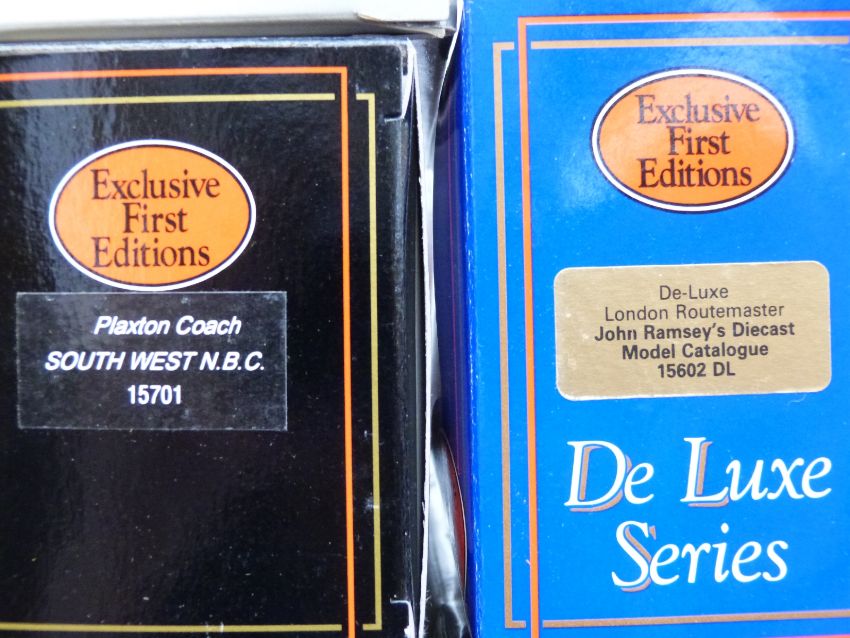 Exclusive
First
Editions
Plaxton Coach
SOUTH WEST N.B.C.
15701
Exclusive
First
Editions
De-Luxe
London Routemaster
John Ramsey's Diecast
Model Catalogue
15602 DL
De Luxe
Series